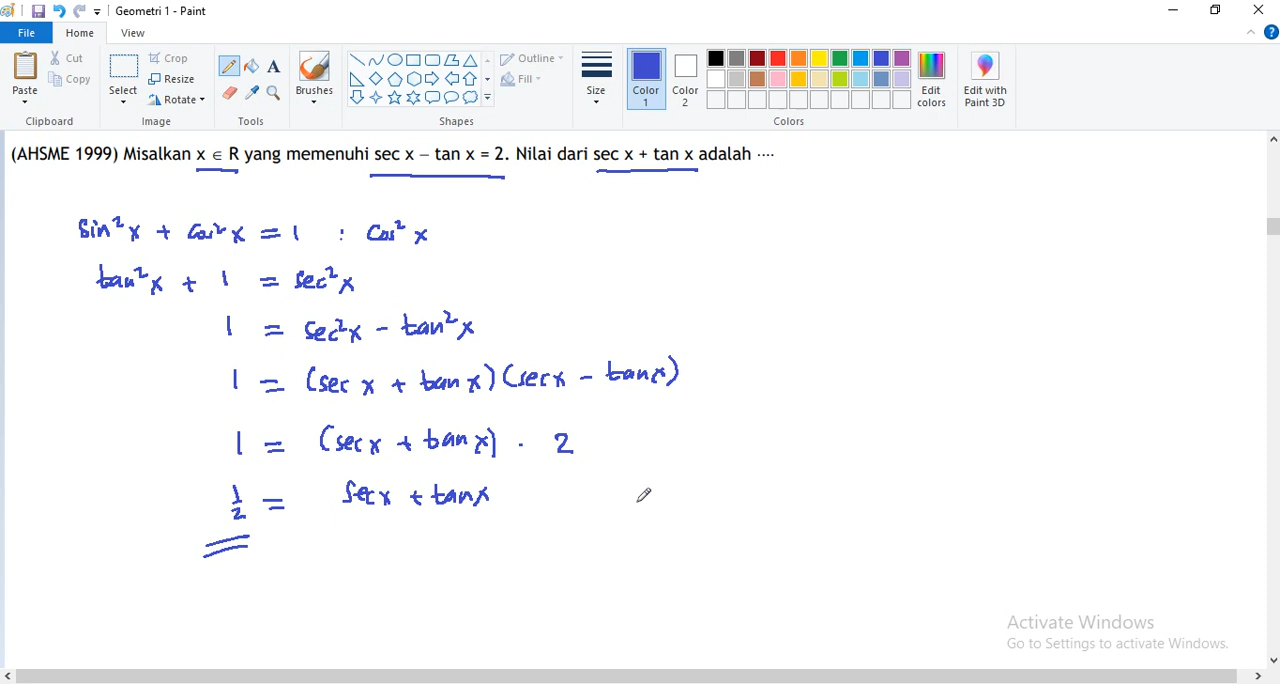 Geometri 1 - Paint
File Home View
Paste Cut Copy Clipboard
Select Crop Resize Rotate Image
Tools
Brushes
Outline Fill Shapes
Size
Color 1 Color 2 Edit colors Colors
Edit with Paint 3D
(AHSME 1999) Misalkan x ∈ R yang memenuhi sec x – tan x = 2. Nilai dari sec x + tan x adalah ....
sin²x + cos²x = 1 : cos²x
tan²x + 1 = sec²x
1 = sec²x - tan²x
1 = (sec x + tan x)(sec x - tan x)
1 = (sec x + tan x) . 2
1/2 = sec x + tan x
Activate Windows
Go to Settings to activate Windows.